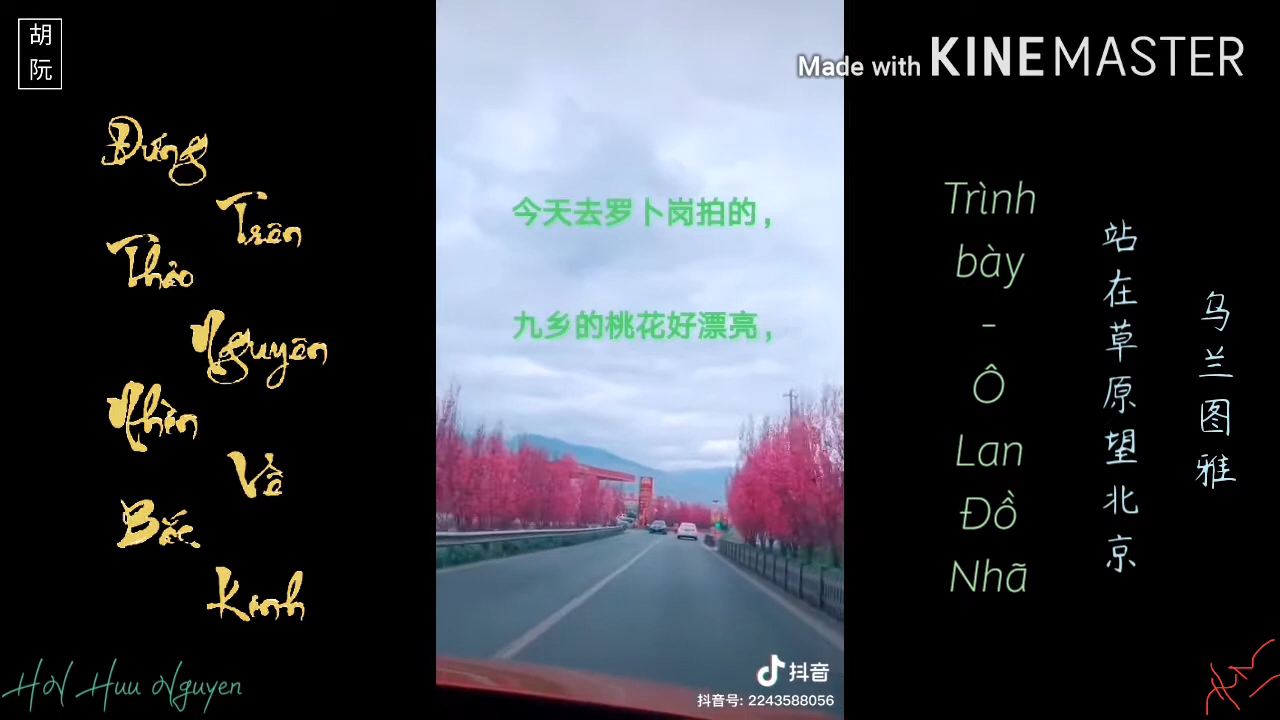 胡
阮
Made with KINEMASTER
Đứng
Trên
Thảo
Nguyên
Nhìn
Về
Bắc
Kinh
今天去罗卜岗拍的，
九乡的桃花好漂亮，
Trình
bày
-
Ô
Lan
Đồ
Nhã
站在草原望北京
乌兰图雅
抖音
抖音号: 2243588056
Hồ Hữu Nguyen